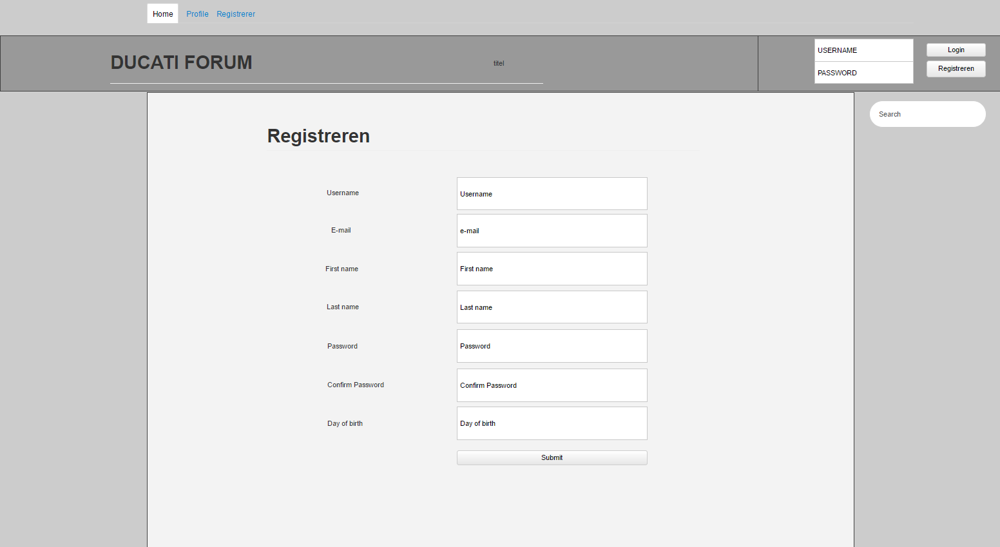 Home Profile Registrerer
DUCATI FORUM
titel
USERNAME
PASSWORD
Login
Registreren
Search
Registreren
Username Username
E-mail e-mail
First name First name
Last name Last name
Password Password
Confirm Password Confirm Password
Day of birth Day of birth
Submit